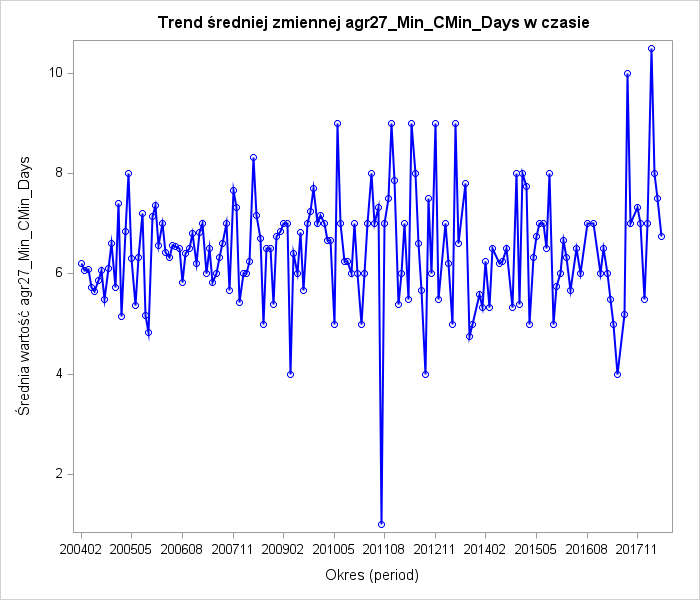 Trend średniej zmiennej agr27_Min_CMin_Days w czasie
Średnia wartość agr27_Min_CMin_Days
10
8
6
4
2
200402 200505 200608 200711 200902 201005 201108 201211 201402 201505 201608 201711
Okres (period)